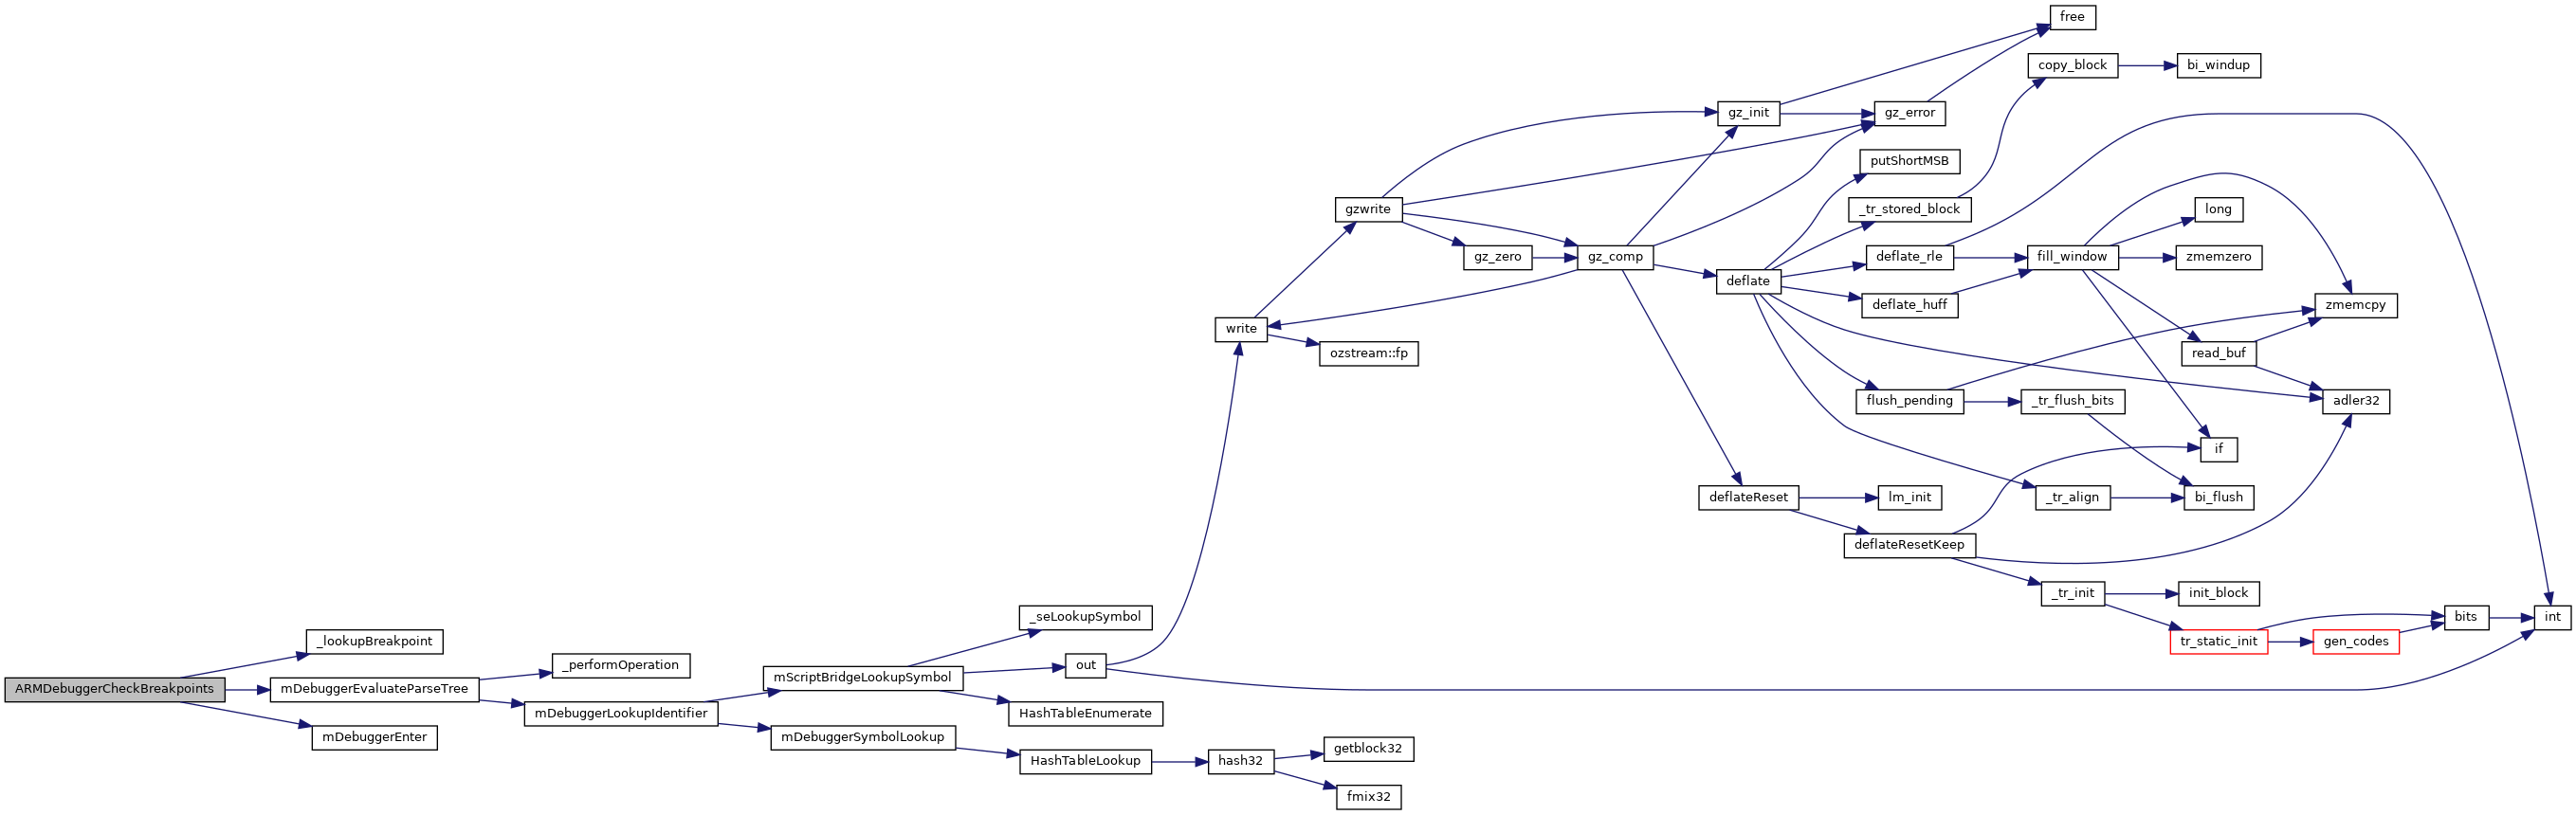 ARMDebuggerCheckBreakpoints
_lookupBreakpoint
mDebuggerEvaluateParseTree
mDebuggerEnter
_performOperation
mDebuggerLookupIdentifier
mScriptBridgeLookupSymbol
mDebuggerSymbolLookup
_seLookupSymbol
out
HashTableEnumerate
HashTableLookup
write
hash32
gzwrite
ozstream::fp
getblock32
fmix32
gz_zero
gz_comp
gz_init
deflate
deflateReset
free
gz_error
putShortMSB
_tr_stored_block
deflate_rle
deflate_huff
flush_pending
lm_init
deflateResetKeep
copy_block
fill_window
_tr_flush_bits
_tr_align
_tr_init
bi_windup
long
zmemzero
read_buf
if
bi_flush
init_block
tr_static_init
zmemcpy
adler32
gen_codes
bits
int